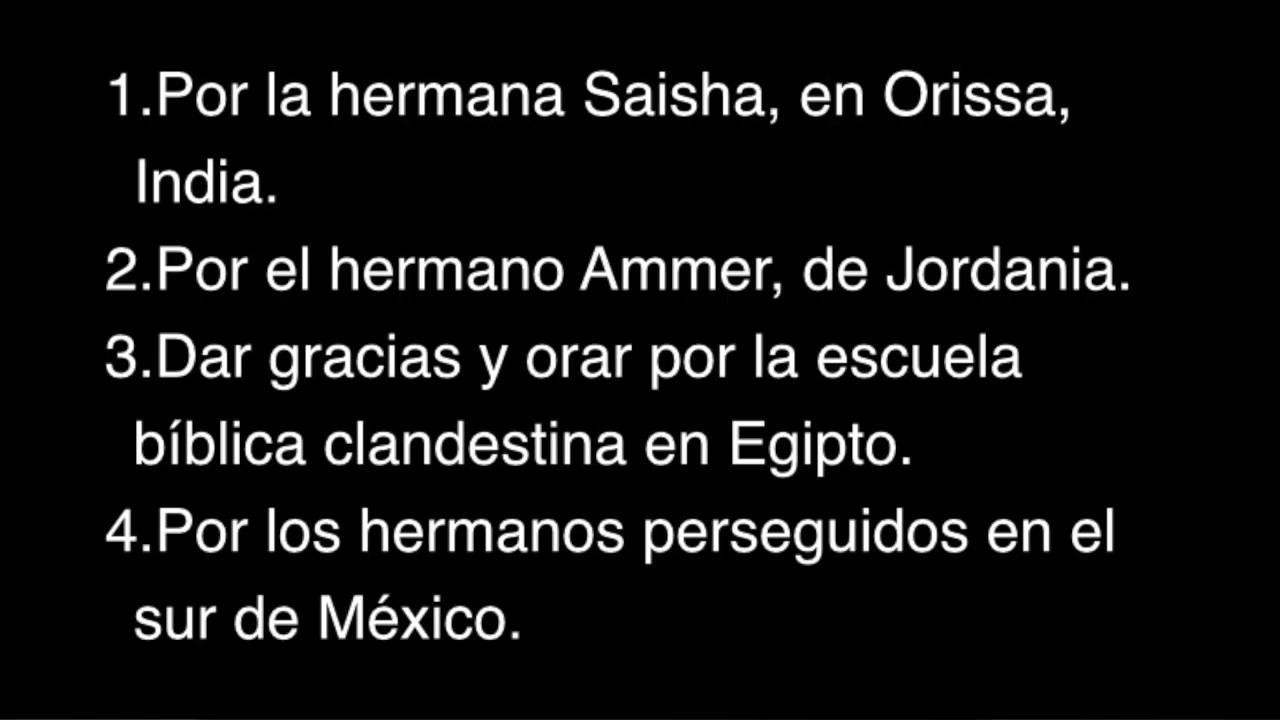 1.Por la hermana Saisha, en Orissa,
India.
2.Por el hermano Ammer, de Jordania.
3.Dar gracias y orar por la escuela
bíblica clandestina en Egipto.
4.Por los hermanos perseguidos en el
sur de México.